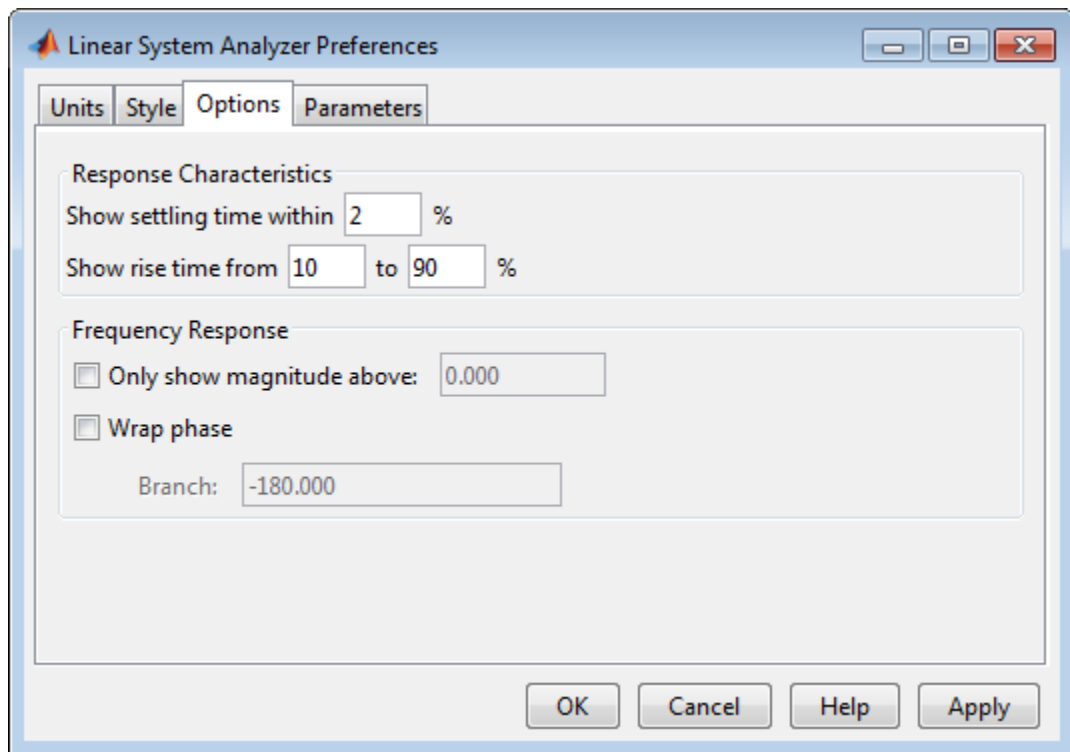 Linear System Analyzer Preferences
Units Style Options Parameters
Response Characteristics
Show settling time within 2 %
Show rise time from 10 to 90 %
Frequency Response
Only show magnitude above: 0.000
Wrap phase
Branch: -180.000
OK Cancel Help Apply